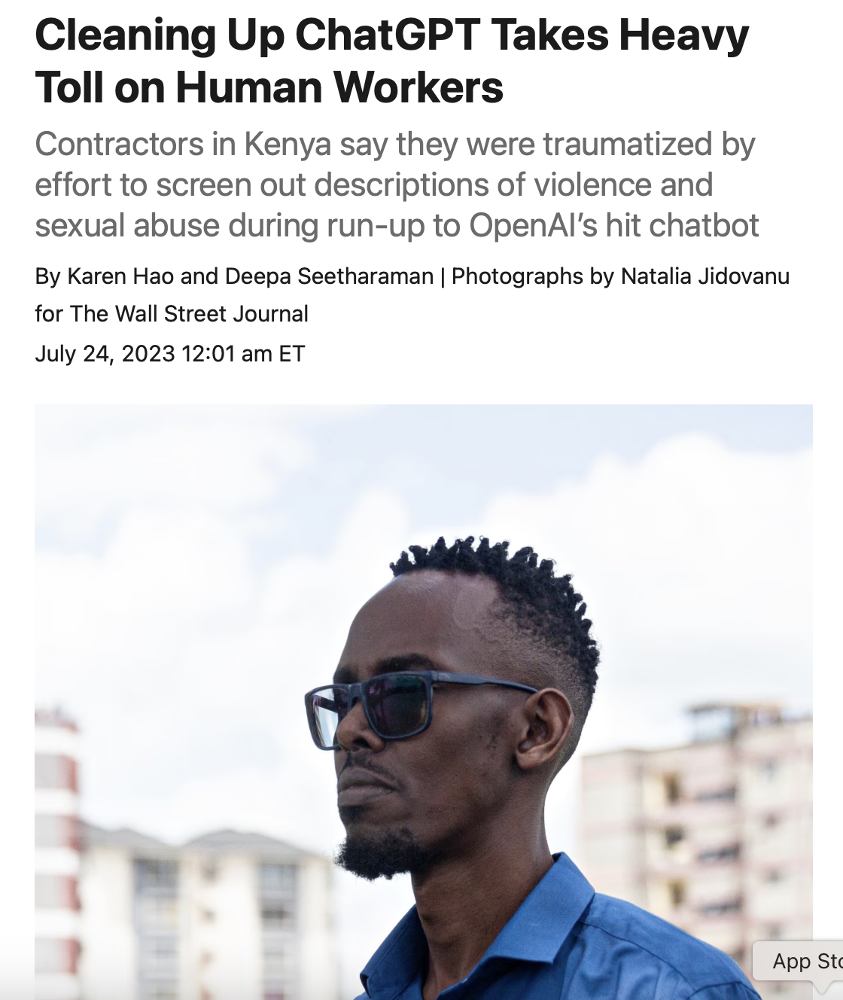 Cleaning Up ChatGPT Takes Heavy
Toll on Human Workers
Contractors in Kenya say they were traumatized by
effort to screen out descriptions of violence and
sexual abuse during run-up to OpenAI’s hit chatbot
By Karen Hao and Deepa Seetharaman | Photographs by Natalia Jidovanu
for The Wall Street Journal
July 24, 2023 12:01 am ET
App Sto